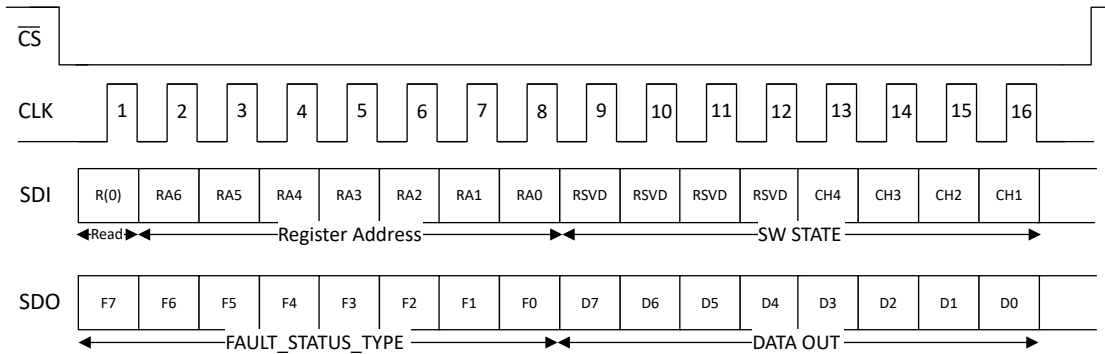 CS
CLK 1 2 3 4 5 6 7 8 9 10 11 12 13 14 15 16
SDI R(0) RA6 RA5 RA4 RA3 RA2 RA1 RA0 RSVD RSVD RSVD RSVD CH4 CH3 CH2 CH1
Read Register Address SW STATE
SDO F7 F6 F5 F4 F3 F2 F1 F0 D7 D6 D5 D4 D3 D2 D1 D0
FAULT_STATUS_TYPE DATA OUT